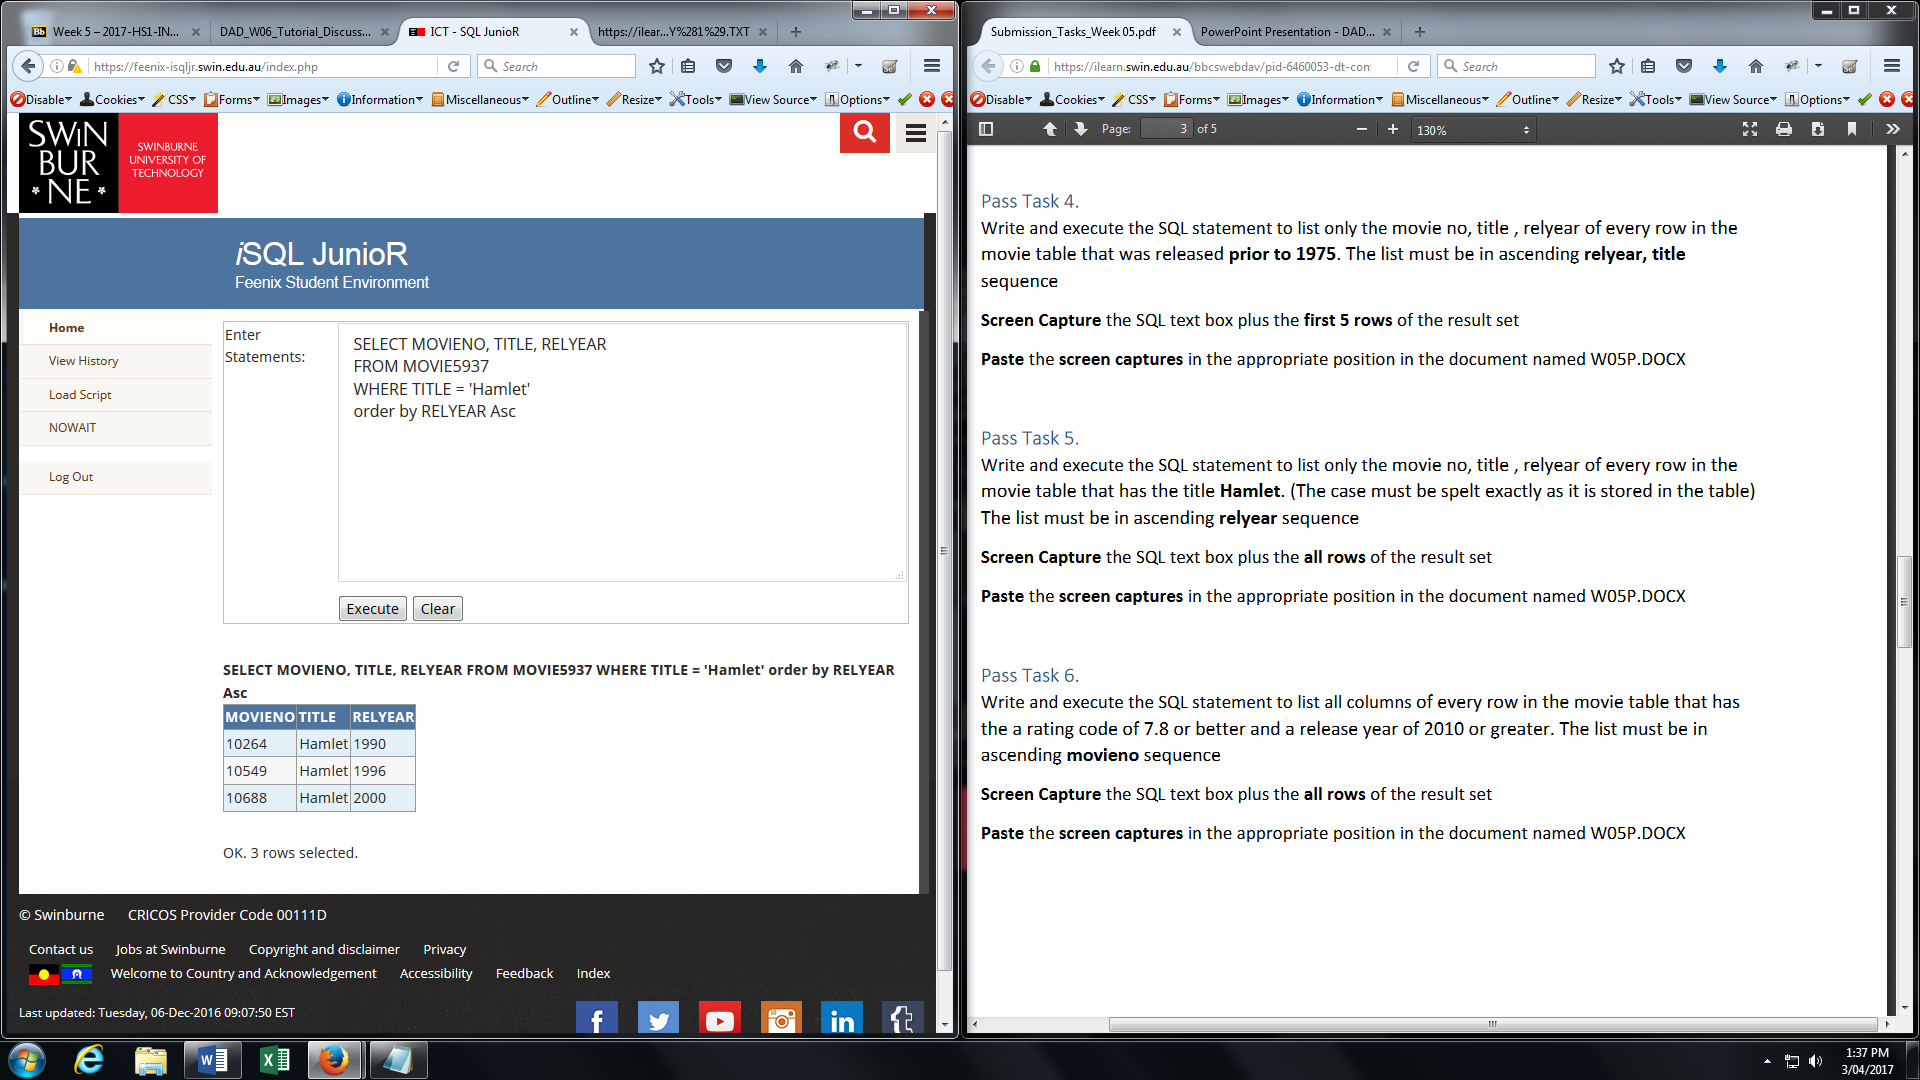 Week 5 – 2017-HS1-IN...
DAD_W06_Tutorial_Discuss...
ICT - SQL JunioR
https://ilear...Y%281%29.TXT
https://feenix-isqljr.swin.edu.au/index.php
Search
Disable Cookies CSS Forms Images Information Miscellaneous Outline Resize Tools View Source Options
SWIN
BUR
NE
SWINBURNE
UNIVERSITY OF
TECHNOLOGY
iSQL JunioR
Feenix Student Environment
Home
View History
Load Script
NOWAIT
Log Out
Enter
Statements:
SELECT MOVIENO, TITLE, RELYEAR
FROM MOVIE5937
WHERE TITLE = 'Hamlet'
order by RELYEAR Asc
Execute Clear
SELECT MOVIENO, TITLE, RELYEAR FROM MOVIE5937 WHERE TITLE = 'Hamlet' order by RELYEAR
Asc
MOVIENO TITLE RELYEAR
10264 Hamlet 1990
10549 Hamlet 1996
10688 Hamlet 2000
OK. 3 rows selected.
© Swinburne CRICOS Provider Code 00111D
Contact us Jobs at Swinburne Copyright and disclaimer Privacy
Welcome to Country and Acknowledgement Accessibility Feedback Index
Last updated: Tuesday, 06-Dec-2016 09:07:50 EST
Submission_Tasks_Week 05.pdf
PowerPoint Presentation - DAD...
https://ilearn.swin.edu.au/bbcswebdav/pid-6460053-dt-con
Search
Disable Cookies CSS Forms Images Information Miscellaneous Outline Resize Tools View Source Options
Page: 3 of 5
130%
Pass Task 4.
Write and execute the SQL statement to list only the movie no, title , relyear of every row in the
movie table that was released prior to 1975. The list must be in ascending relyear, title
sequence
Screen Capture the SQL text box plus the first 5 rows of the result set
Paste the screen captures in the appropriate position in the document named W05P.DOCX
Pass Task 5.
Write and execute the SQL statement to list only the movie no, title , relyear of every row in the
movie table that has the title Hamlet. (The case must be spelt exactly as it is stored in the table)
The list must be in ascending relyear sequence
Screen Capture the SQL text box plus the all rows of the result set
Paste the screen captures in the appropriate position in the document named W05P.DOCX
Pass Task 6.
Write and execute the SQL statement to list all columns of every row in the movie table that has
the a rating code of 7.8 or better and a release year of 2010 or greater. The list must be in
ascending movieno sequence
Screen Capture the SQL text box plus the all rows of the result set
Paste the screen captures in the appropriate position in the document named W05P.DOCX
1:37 PM
3/04/2017